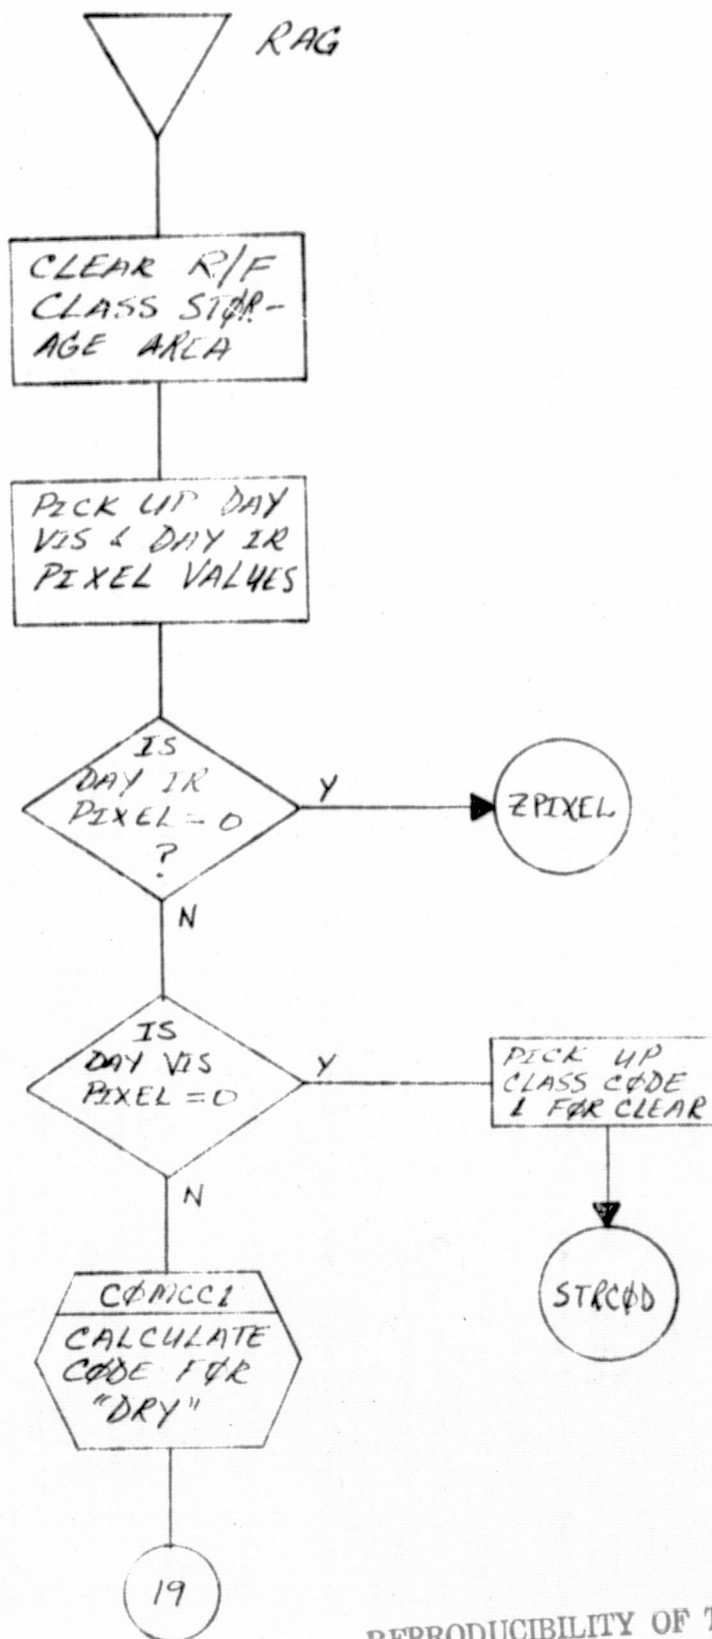 RAG
CLEAR R/F
CLASS STØR-
AGE AREA
PICK UP DAY
VIS & DAY IR
PIXEL VALUES
IS
DAY IR
PIXEL = 0
?
Y
ZPIXEL
N
IS
DAY VIS
PIXEL = 0
Y
PICK UP
CLASS CØDE
1 FØR CLEAR
N
STRCØD
CØMCC1
CALCULATE
CØDE FØR
"DRY"
19
REPRODUCIBILITY OF T